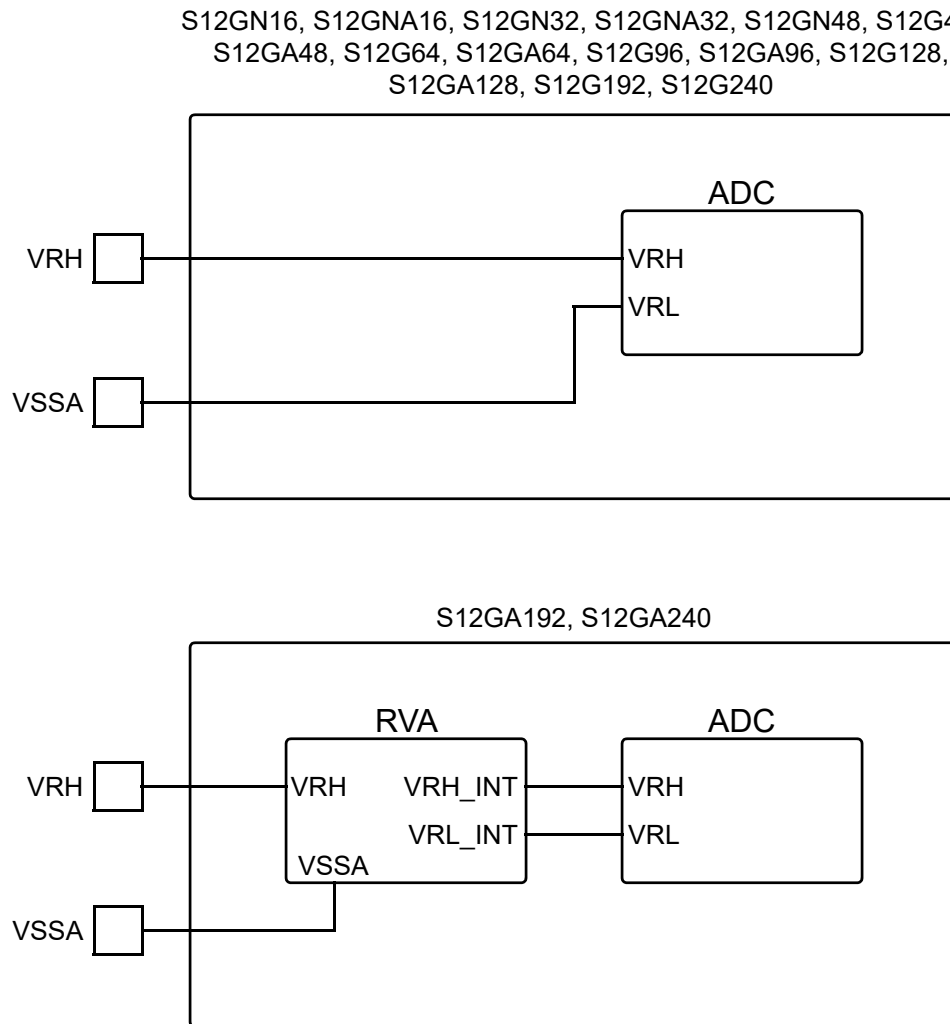 S12GN16, S12GNA16, S12GN32, S12GNA32, S12GN48,
S12GA48, S12G64, S12GA64, S12G96, S12GA96, S12G128,
S12GA128, S12G192, S12G240
ADC
VRH
VRH
VRL
VSSA
S12GA192, S12GA240
RVA
ADC
VRH
VRH
VRH_INT
VRH
VRL_INT
VRL
VSSA
VSSA